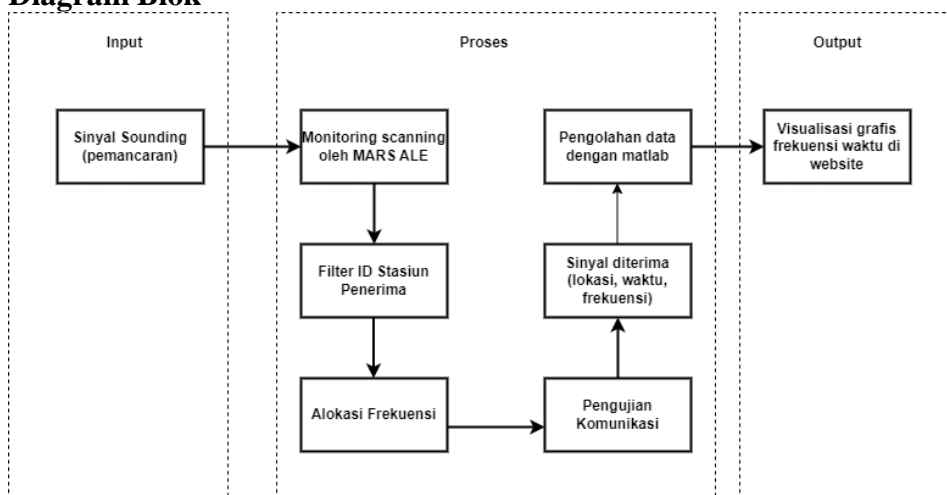 Diagram Blok
Input
Proses
Output
Sinyal Sounding
(pemancaran)
Monitoring scanning
oleh MARS ALE
Filter ID Stasiun
Penerima
Alokasi Frekuensi
Pengujian
Komunikasi
Sinyal diterima
(lokasi, waktu,
frekuensi)
Pengolahan data
dengan matlab
Visualisasi grafis
frekuensi waktu di
website